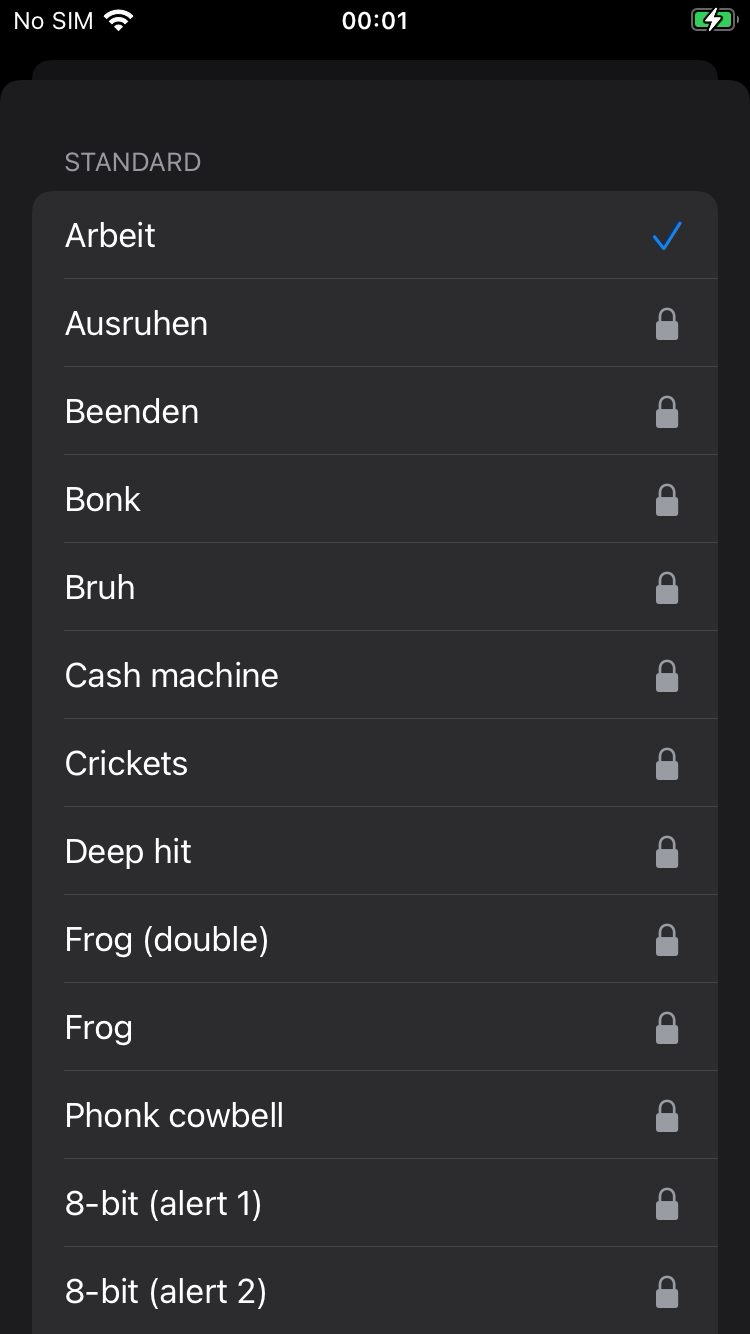 No SIM 00:01
STANDARD
Arbeit
Ausruhen
Beenden
Bonk
Bruh
Cash machine
Crickets
Deep hit
Frog (double)
Frog
Phonk cowbell
8-bit (alert 1)
8-bit (alert 2)